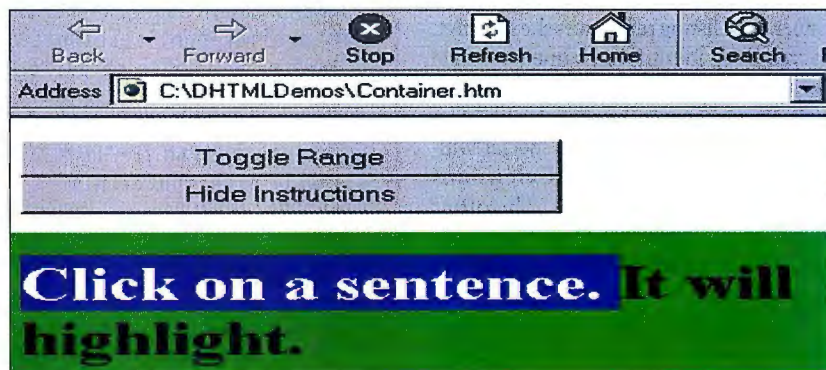 Back Forward Stop Refresh Home Search
Address C:\DHTMLDemos\Container.htm
Toggle Range
Hide Instructions
Click on a sentence. It will
highlight.